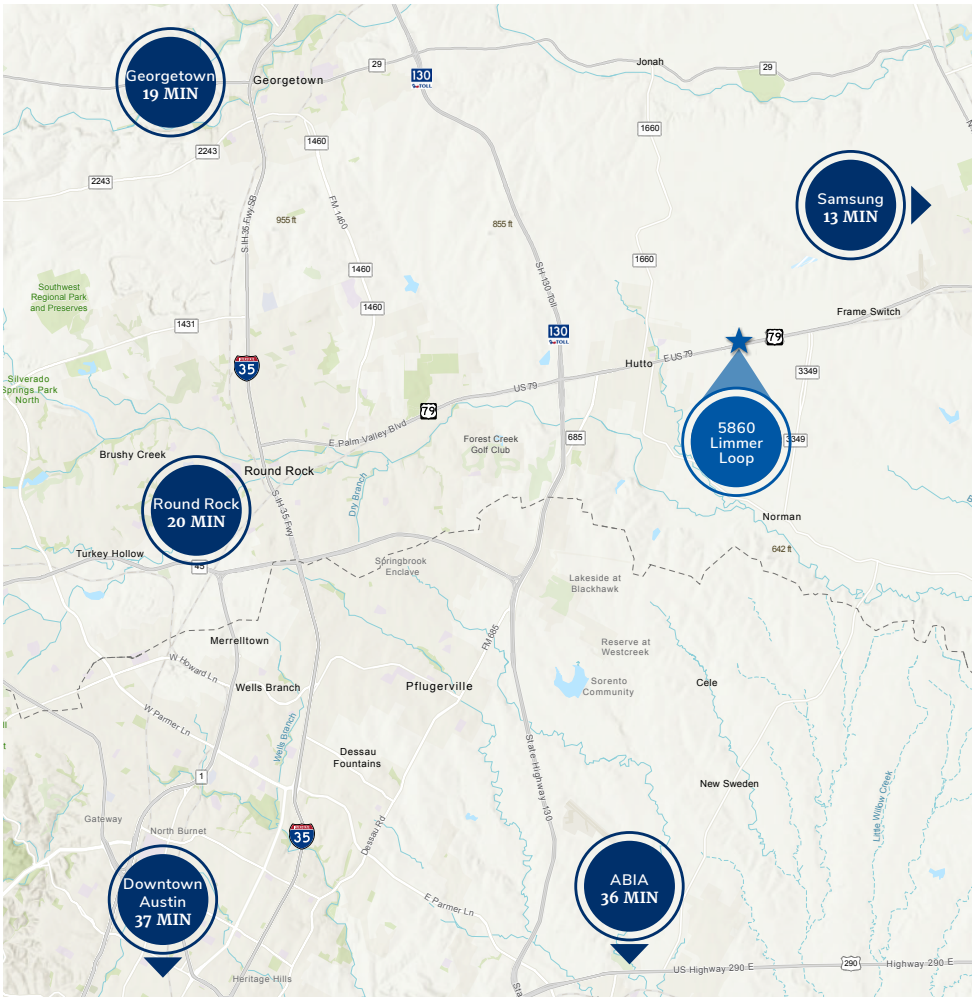 Georgetown
19 MIN
Georgetown
29
130
TOLL
Jonah
29
1660
1460
2243
2243
Samsung
13 MIN
S IH 35 Fwy SB
FM 1460
955 ft
855 ft
1660
1460
SH 130 Toll
Southwest
Regional Park
and Preserves
1460
1431
Frame Switch
130
TOLL
79
35
Hutto
E US 79
3349
Silverado
Springs Park
North
US 79
79
E Palm Valley Blvd
5860
Limmer
Loop
3349
Forest Creek
Golf Club
685
Brushy Creek
Round Rock
Dry Branch
S IH 35 Fwy
Round Rock
20 MIN
Norman
642 ft
Turkey Hollow
45
Springbrook
Enclave
Lakeside at
Blackhawk
FM 685
Merrelltown
Reserve at
Westcreek
W Howard Ln
Wells Branch
Pflugerville
Sorento
Community
Cele
W Parmer Ln
Wells Branch
Dessau
Fountains
State Highway 130
1
New Sweden
Little Willow Creek
Gateway
North Burnet
35
Dessau Rd
Downtown
Austin
37 MIN
ABIA
36 MIN
E Parmer Ln
Heritage Hills
US Highway 290 E
290
Highway 290 E
Sta